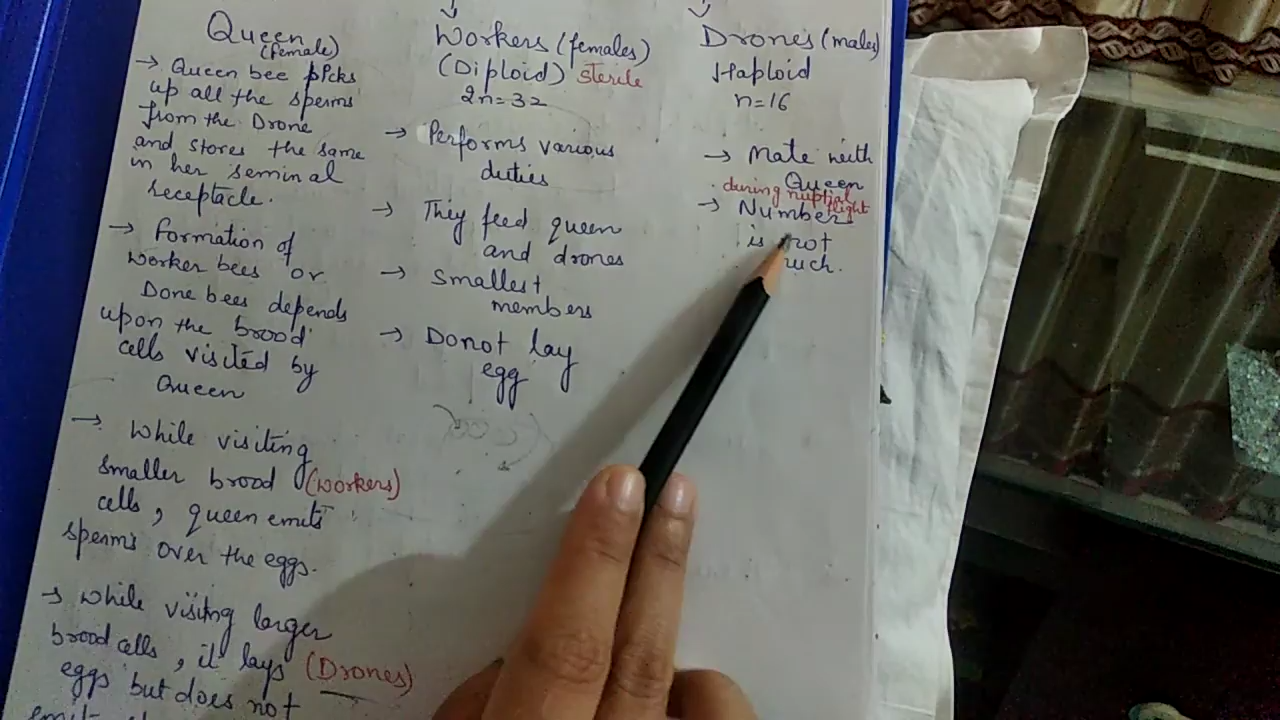 Queen
(female)
→ Queen bee picks
up all the sperms
from the Drone
and stores the same
in her seminal
receptacle.
→ Formation of
worker bees or
Done bees depends
upon the brood
cells visited by
Queen
→ While visiting
smaller brood (workers)
cells, queen emits
sperms over the eggs.
→ While visiting larger
brood cells, it lays (Drones)
eggs but does not
Workers (females)
(Diploid) sterile
2n=32
→ Performs various
duties
→ They feed queen
and drones
→ Smallest
members
→ Donot lay
egg
Drones (males)
Haploid
n=16
→ Mate with
Queen
during nuptial
flight
→ Number
is not